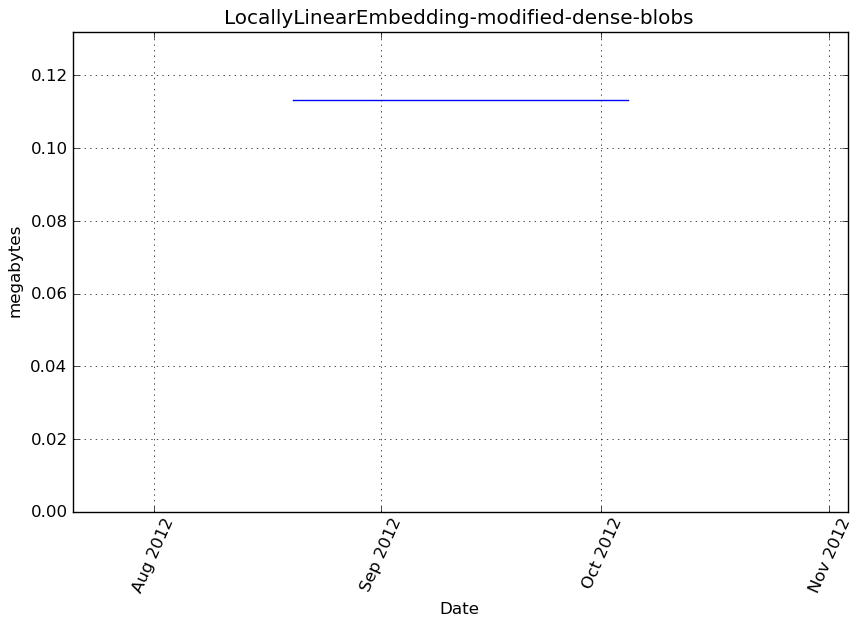 LocallyLinearEmbedding-modified-dense-blobs
0.12
0.10
0.08
0.06
0.04
0.02
0.00
megabytes
Aug 2012
Sep 2012
Oct 2012
Nov 2012
Date